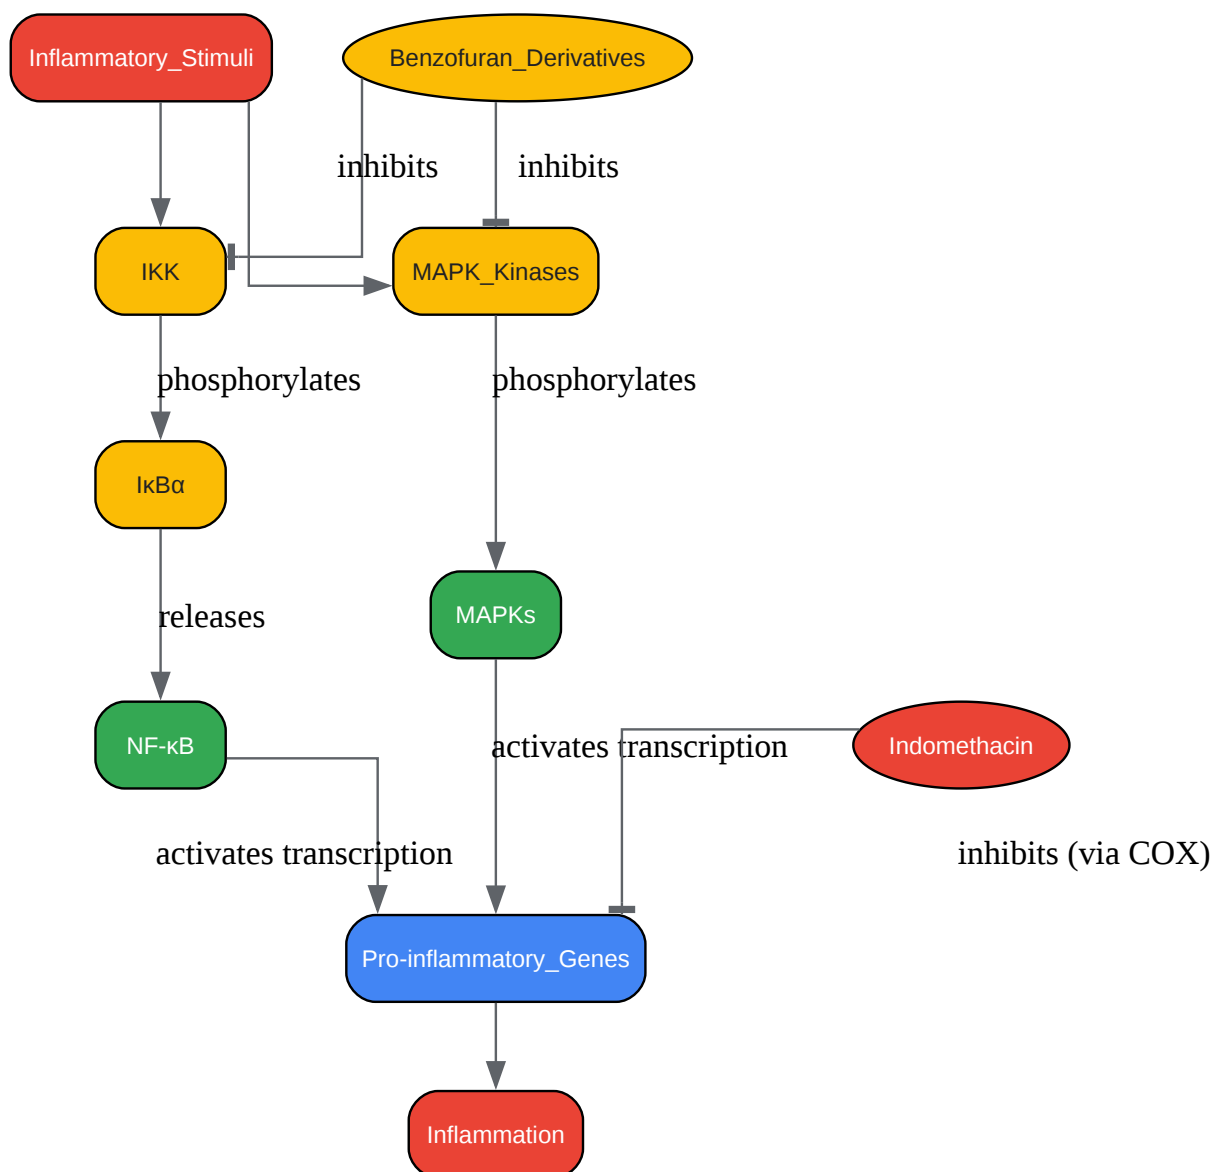 Inflammatory_Stimuli
Benzofuran_Derivatives
inhibits
inhibits
IKK
MAPK_Kinases
phosphorylates
phosphorylates
IκBα
releases
MAPKs
NF-κB
activates transcription
Indomethacin
activates transcription
inhibits (via COX)
Pro-inflammatory_Genes
Inflammation